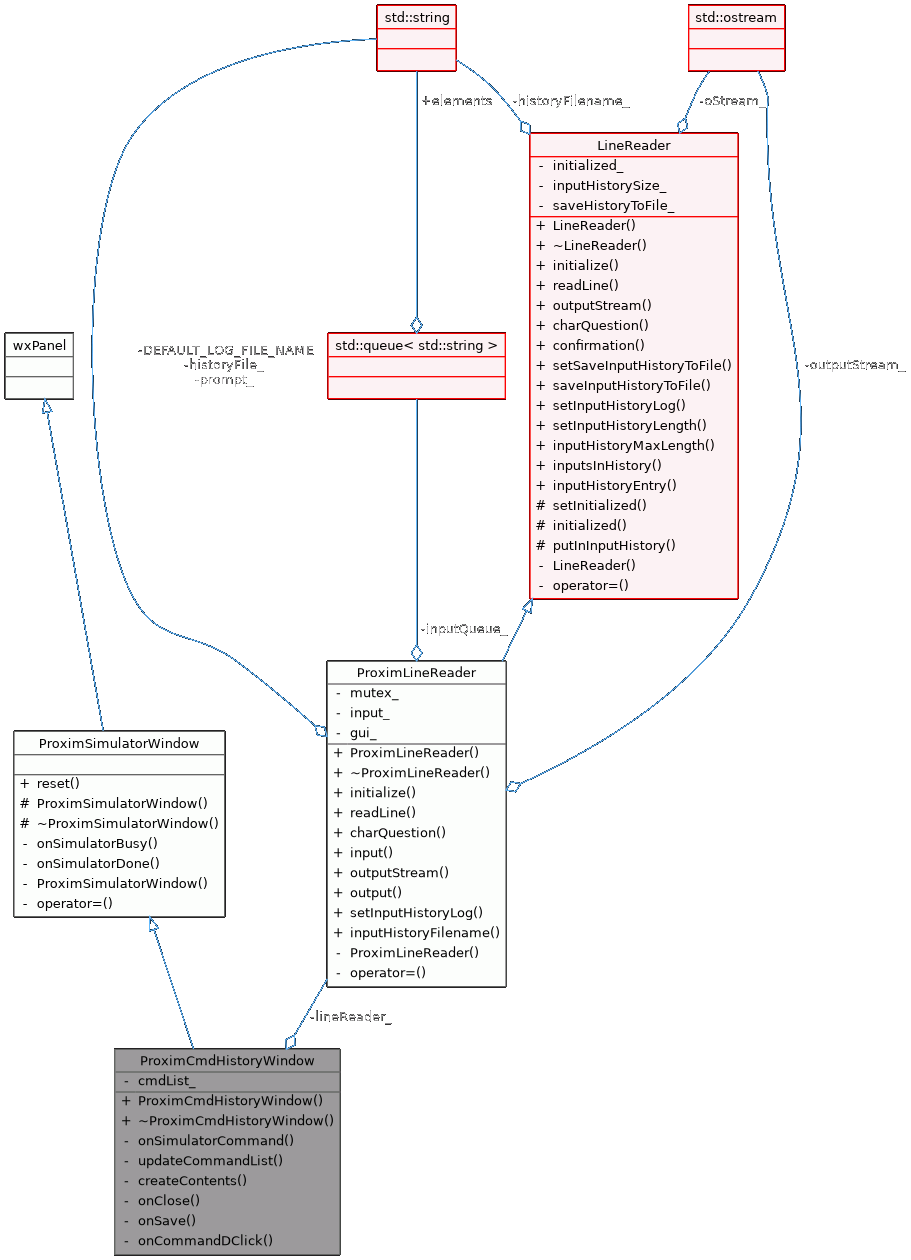 std::string
std::ostream
+elements
-historyFilename_
-oStream_
LineReader
- initialized_
- inputHistorySize_
- saveHistoryToFile_
+ LineReader()
+ ~LineReader()
+ initialize()
+ readLine()
+ outputStream()
+ charQuestion()
+ confirmation()
+ setSaveInputHistoryToFile()
+ saveInputHistoryToFile()
+ setInputHistoryLog()
+ setInputHistoryLength()
+ inputHistoryMaxLength()
+ inputsInHistory()
+ inputHistoryEntry()
# setInitialized()
# initialized()
# putInInputHistory()
- LineReader()
- operator=()
wxPanel
-DEFAULT_LOG_FILE_NAME
-historyFile_
-prompt_
std::queue< std::string >
-outputStream_
-inputQueue_
ProximLineReader
- mutex_
- input_
- gui_
+ ProximLineReader()
+ ~ProximLineReader()
+ initialize()
+ readLine()
+ charQuestion()
+ input()
+ outputStream()
+ output()
+ setInputHistoryLog()
+ inputHistoryFilename()
- ProximLineReader()
- operator=()
ProximSimulatorWindow
+ reset()
# ProximSimulatorWindow()
# ~ProximSimulatorWindow()
- onSimulatorBusy()
- onSimulatorDone()
- ProximSimulatorWindow()
- operator=()
-lineReader_
ProximCmdHistoryWindow
- cmdList_
+ ProximCmdHistoryWindow()
+ ~ProximCmdHistoryWindow()
- onSimulatorCommand()
- updateCommandList()
- createContents()
- onClose()
- onSave()
- onCommandDClick()